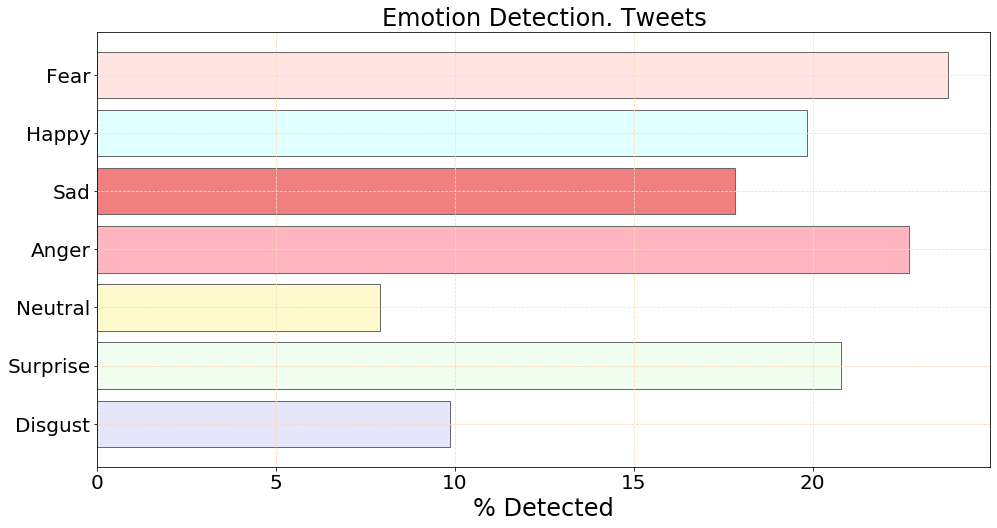 Emotion Detection. Tweets
Fear
Happy
Sad
Anger
Neutral
Surprise
Disgust
0 5 10 15 20
% Detected